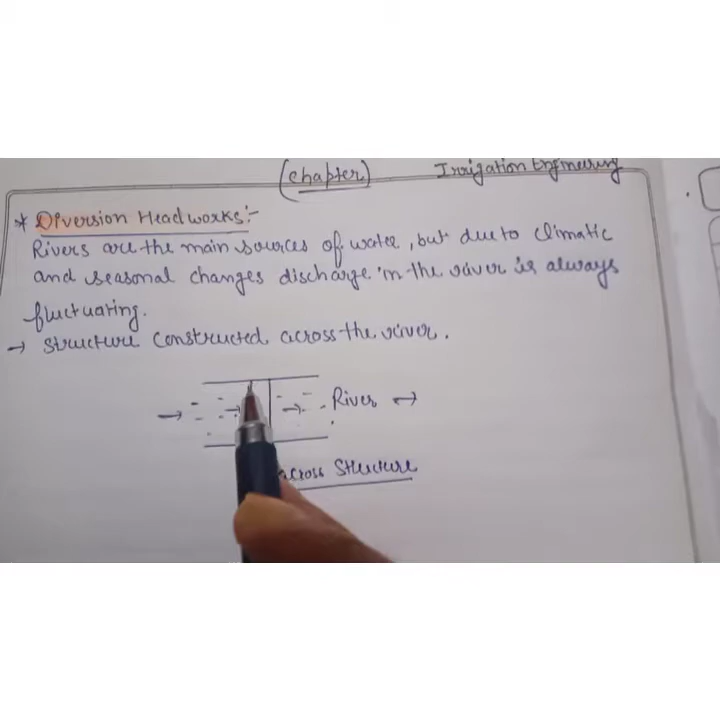 (Chapter) Irrigation Engineering
* Diversion Headworks:-
Rivers are the main sources of water, but due to climatic
and seasonal changes discharge in the river is always
fluctuating.
→ Structure constructed across the river.
→ → → River →
across Structure